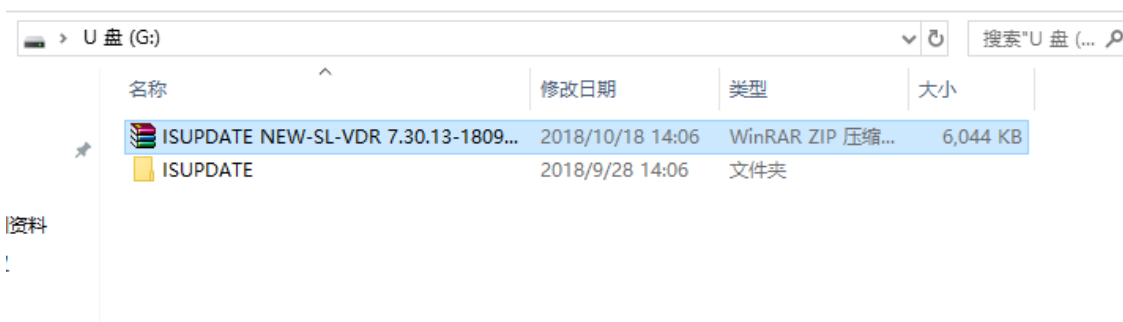 U 盘 (G:) 搜索"U 盘 (...
名称 修改日期 类型 大小
ISUPDATE NEW-SL-VDR 7.30.13-1809... 2018/10/18 14:06 WinRAR ZIP 压缩... 6,044 KB
ISUPDATE 2018/9/28 14:06 文件夹
资料